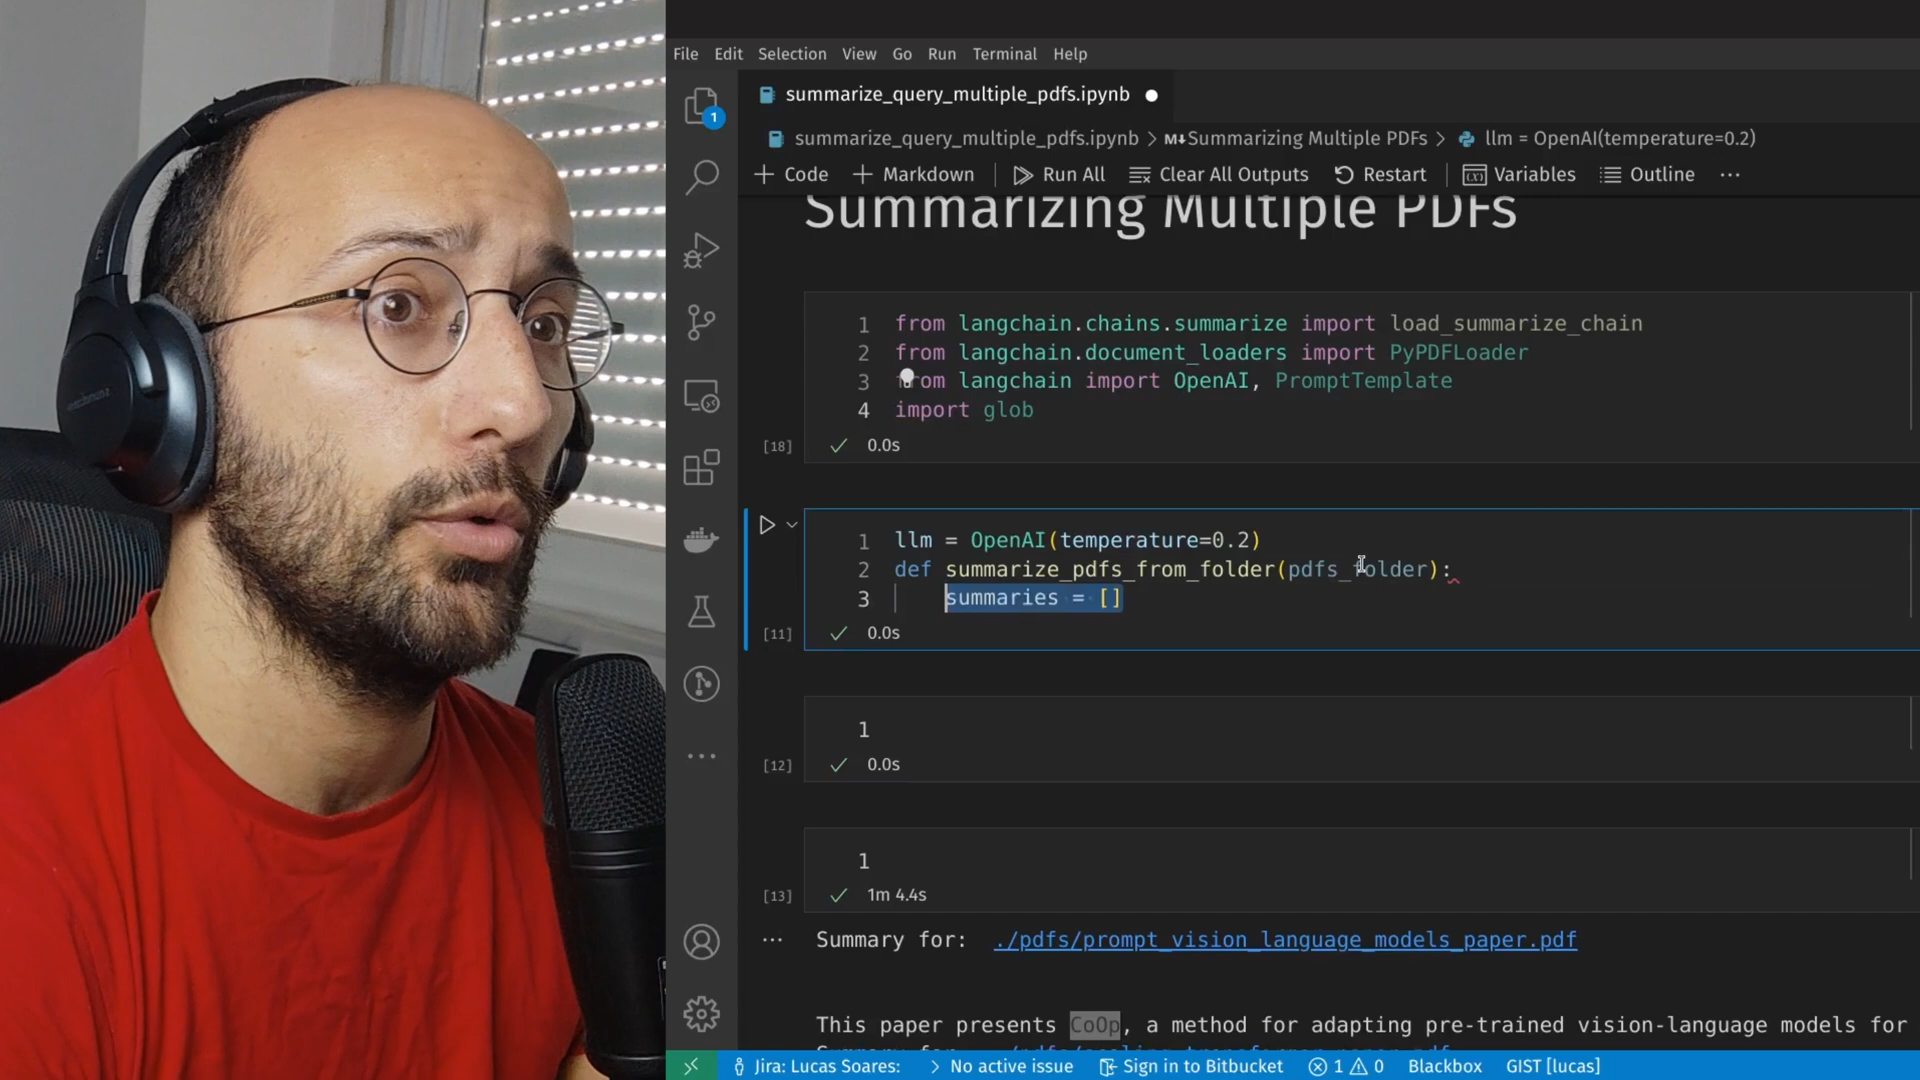 File Edit Selection View Go Run Terminal Help
1
summarize_query_multiple_pdfs.ipynb
summarize_query_multiple_pdfs.ipynb > M↓Summarizing Multiple PDFs > llm = OpenAI(temperature=0.2)
+ Code + Markdown Run All Clear All Outputs Restart (x) Variables Outline ...
Summarizing Multiple PDFs
1 from langchain.chains.summarize import load_summarize_chain
2 from langchain.document_loaders import PyPDFLoader
3 from langchain import OpenAI, PromptTemplate
4 import glob
[18] 0.0s
1 llm = OpenAI(temperature=0.2)
2 def summarize_pdfs_from_folder(pdfs_folder):
3 summaries = []
[11] 0.0s
1
[12] 0.0s
1
[13] 1m 4.4s
... Summary for: ./pdfs/prompt_vision_language_models_paper.pdf
This paper presents CoOp, a method for adapting pre-trained vision-language models for
Jira: Lucas Soares: > No active issue Sign in to Bitbucket 1 0 Blackbox GIST [lucas]